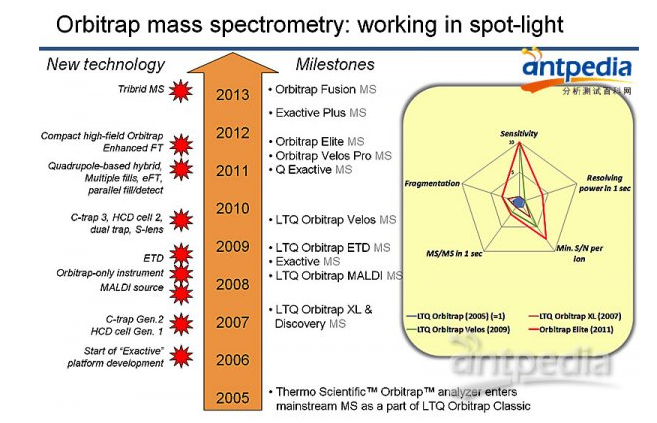 Orbitrap mass spectrometry: working in spot-light
antpedia
分析测试百科网
New technology
Milestones
Tribrid MS
2013
• Orbitrap Fusion MS
• Exactive Plus MS
Compact high-field Orbitrap
Enhanced FT
2012
• Orbitrap Elite MS
• Orbitrap Velos Pro MS
Quadrupole-based hybrid,
Multiple fills, eFT,
parallel fill/detect
2011
• Q Exactive MS
C-trap 3, HCD cell 2,
dual trap, S-lens
2010
• LTQ Orbitrap Velos MS
ETD
2009
• LTQ Orbitrap ETD MS
• Exactive MS
Orbitrap-only instrument
MALDI source
2008
• LTQ Orbitrap MALDI MS
C-trap Gen.2
HCD cell Gen. 1
2007
• LTQ Orbitrap XL &
Discovery MS
Start of “Exactive”
platform development
2006
2005
• Thermo Scientific™ Orbitrap™ analyzer enters
mainstream MS as a part of LTQ Orbitrap Classic
Sensitivity
10
5
Fragmentation
Resolving
power in 1 sec
MS/MS in 1 sec
Min. S/N per
Ion
LTQ Orbitrap (2005) (=1)
LTQ Orbitrap XL (2007)
LTQ Orbitrap Velos (2009)
Orbitrap Elite (2011)
antpedia